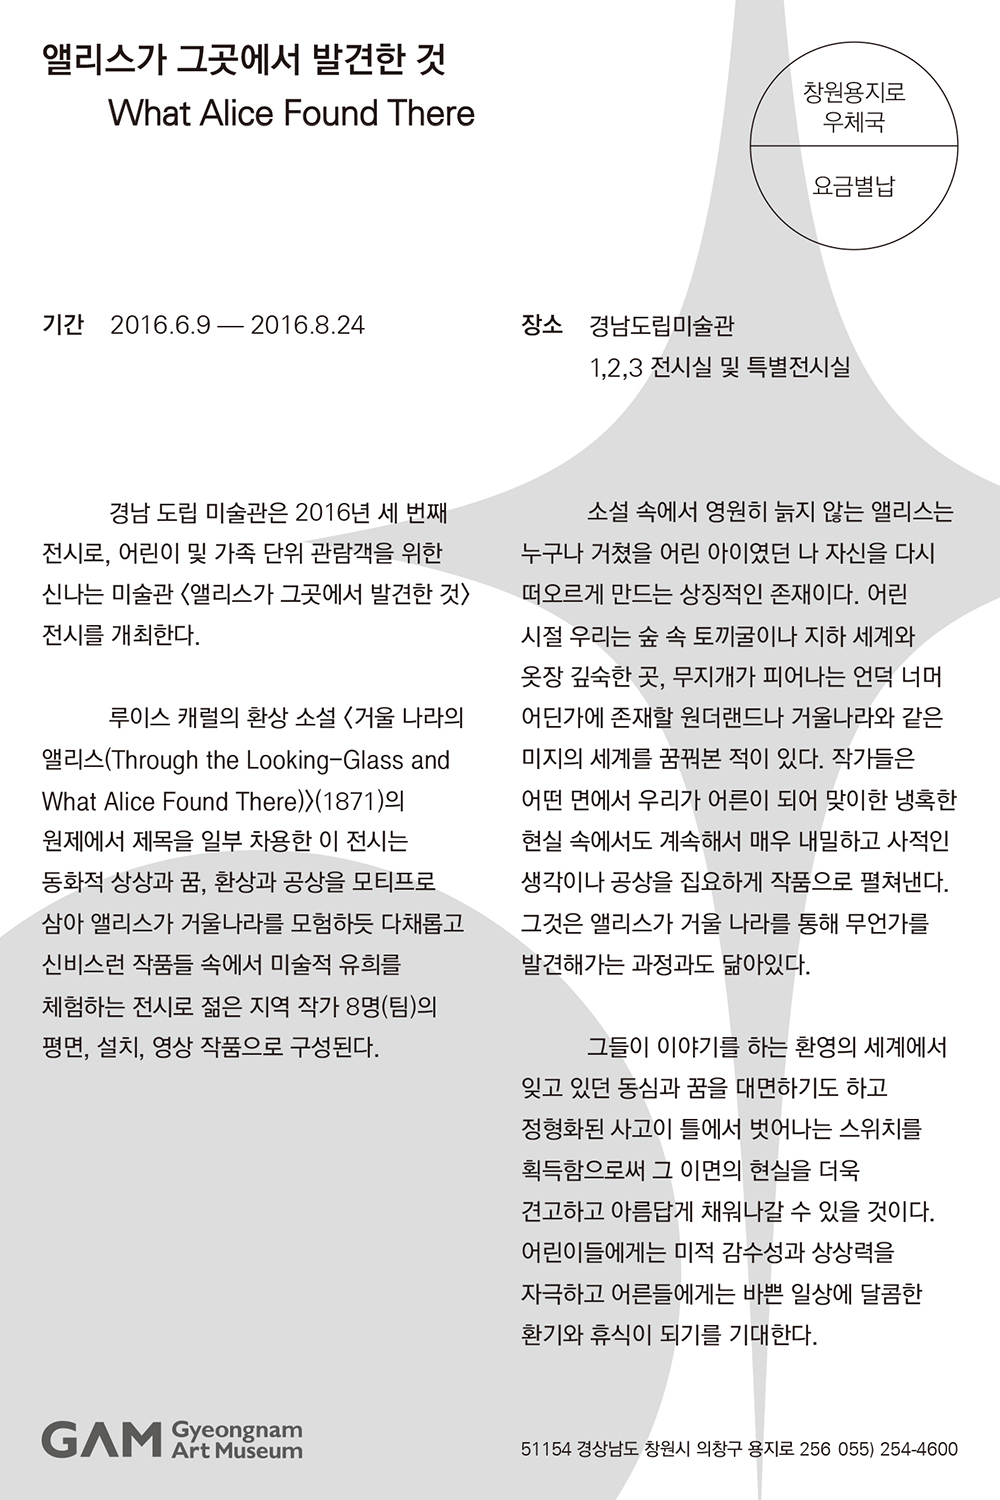 앨리스가 그곳에서 발견한 것
What Alice Found There
창원용지로
우체국
요금별납
기간 2016.6.9 — 2016.8.24
장소 경남도립미술관
1,2,3 전시실 및 특별전시실
경남 도립 미술관은 2016년 세 번째
전시로, 어린이 및 가족 단위 관람객을 위한
신나는 미술관 〈앨리스가 그곳에서 발견한 것〉
전시를 개최한다.
루이스 캐럴의 환상 소설 〈거울 나라의
앨리스(Through the Looking-Glass and
What Alice Found There)〉(1871)의
원제에서 제목을 일부 차용한 이 전시는
동화적 상상과 꿈, 환상과 공상을 모티프로
삼아 앨리스가 거울나라를 모험하듯 다채롭고
신비스런 작품들 속에서 미술적 유희를
체험하는 전시로 젊은 지역 작가 8명(팀)의
평면, 설치, 영상 작품으로 구성된다.
소설 속에서 영원히 늙지 않는 앨리스는
누구나 거쳤을 어린 아이였던 나 자신을 다시
떠오르게 만드는 상징적인 존재이다. 어린
시절 우리는 숲 속 토끼굴이나 지하 세계와
옷장 깊숙한 곳, 무지개가 피어나는 언덕 너머
어딘가에 존재할 원더랜드나 거울나라와 같은
미지의 세계를 꿈꿔본 적이 있다. 작가들은
어떤 면에서 우리가 어른이 되어 맞이한 냉혹한
현실 속에서도 계속해서 매우 내밀하고 사적인
생각이나 공상을 집요하게 작품으로 펼쳐낸다.
그것은 앨리스가 거울 나라를 통해 무언가를
발견해가는 과정과도 닮아있다.
그들이 이야기를 하는 환영의 세계에서
잊고 있던 동심과 꿈을 대면하기도 하고
정형화된 사고이 틀에서 벗어나는 스위치를
획득함으로써 그 이면의 현실을 더욱
견고하고 아름답게 채워나갈 수 있을 것이다.
어린이들에게는 미적 감수성과 상상력을
자극하고 어른들에게는 바쁜 일상에 달콤한
환기와 휴식이 되기를 기대한다.
GAM Gyeongnam
Art Museum
51154 경상남도 창원시 의창구 용지로 256 055) 254-4600